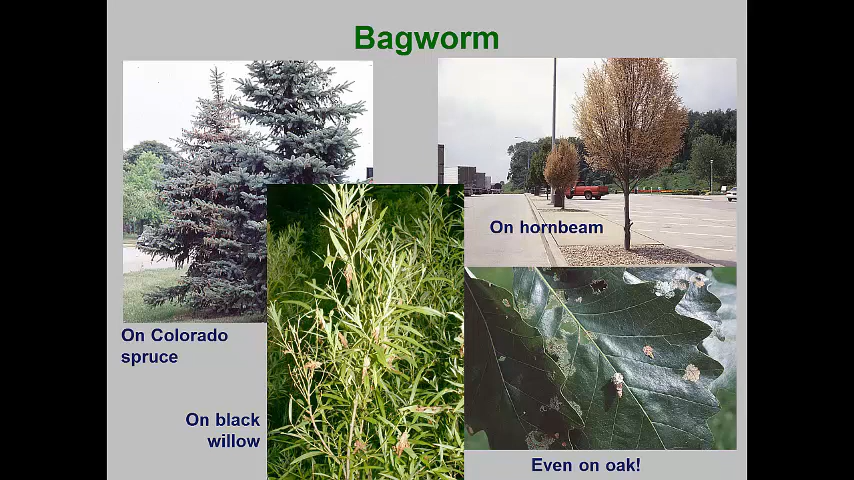 Bagworm
On hornbeam
On Colorado
spruce
On black
willow
Even on oak!